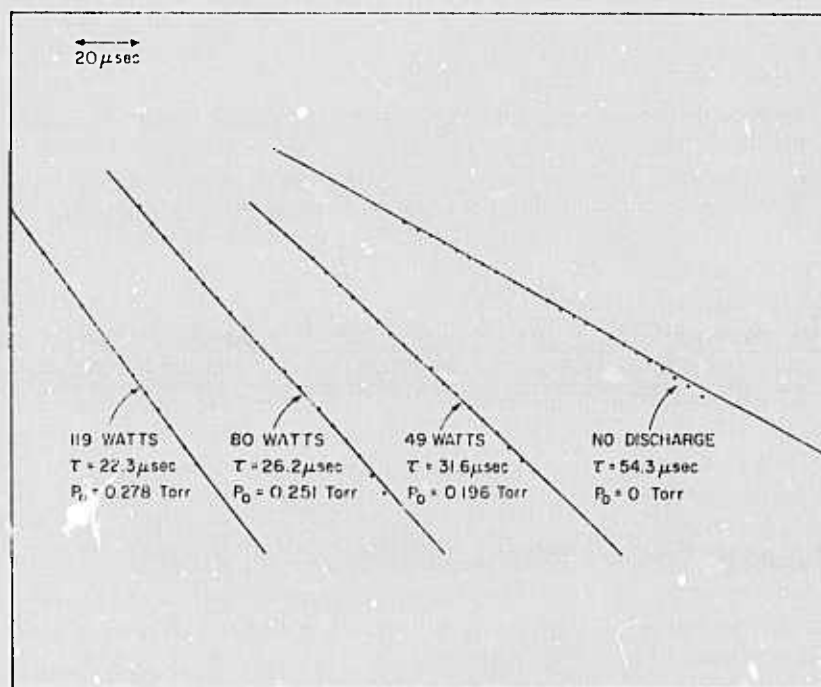 20 μsec
119 WATTS
τ = 22.3 μsec
P₀ = 0.278 Torr
80 WATTS
τ = 26.2 μsec
P₀ = 0.251 Torr
49 WATTS
τ = 31.6 μsec
P₀ = 0.196 Torr
NO DISCHARGE
τ = 54.3 μsec
P₀ = 0 Torr